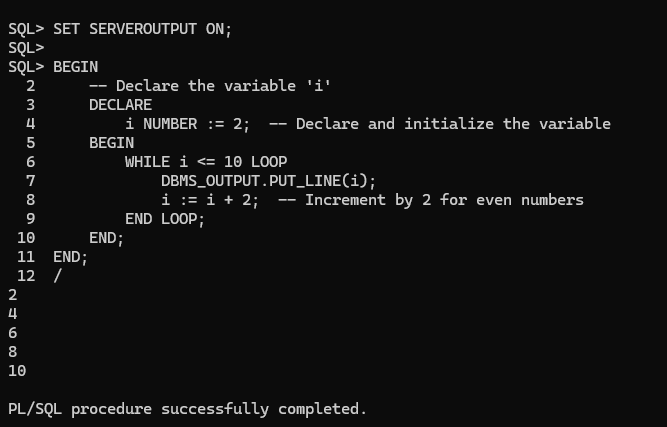 SQL> SET SERVEROUTPUT ON;
SQL>
SQL> BEGIN
  2      -- Declare the variable 'i'
  3      DECLARE
  4          i NUMBER := 2;  -- Declare and initialize the variable
  5      BEGIN
  6          WHILE i <= 10 LOOP
  7              DBMS_OUTPUT.PUT_LINE(i);
  8              i := i + 2;  -- Increment by 2 for even numbers
  9          END LOOP;
 10      END;
 11  END;
 12  /
2
4
6
8
10
PL/SQL procedure successfully completed.